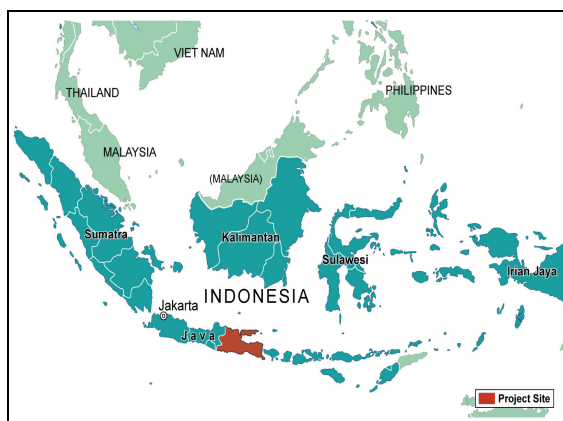 VIET NAM
THAILAND
PHILIPPINES
MALAYSIA
(MALAYSIA)
Sumatra
Kalimantan
Sulawesi
Irian Jaya
INDONESIA
Jakarta
Java
Project Site